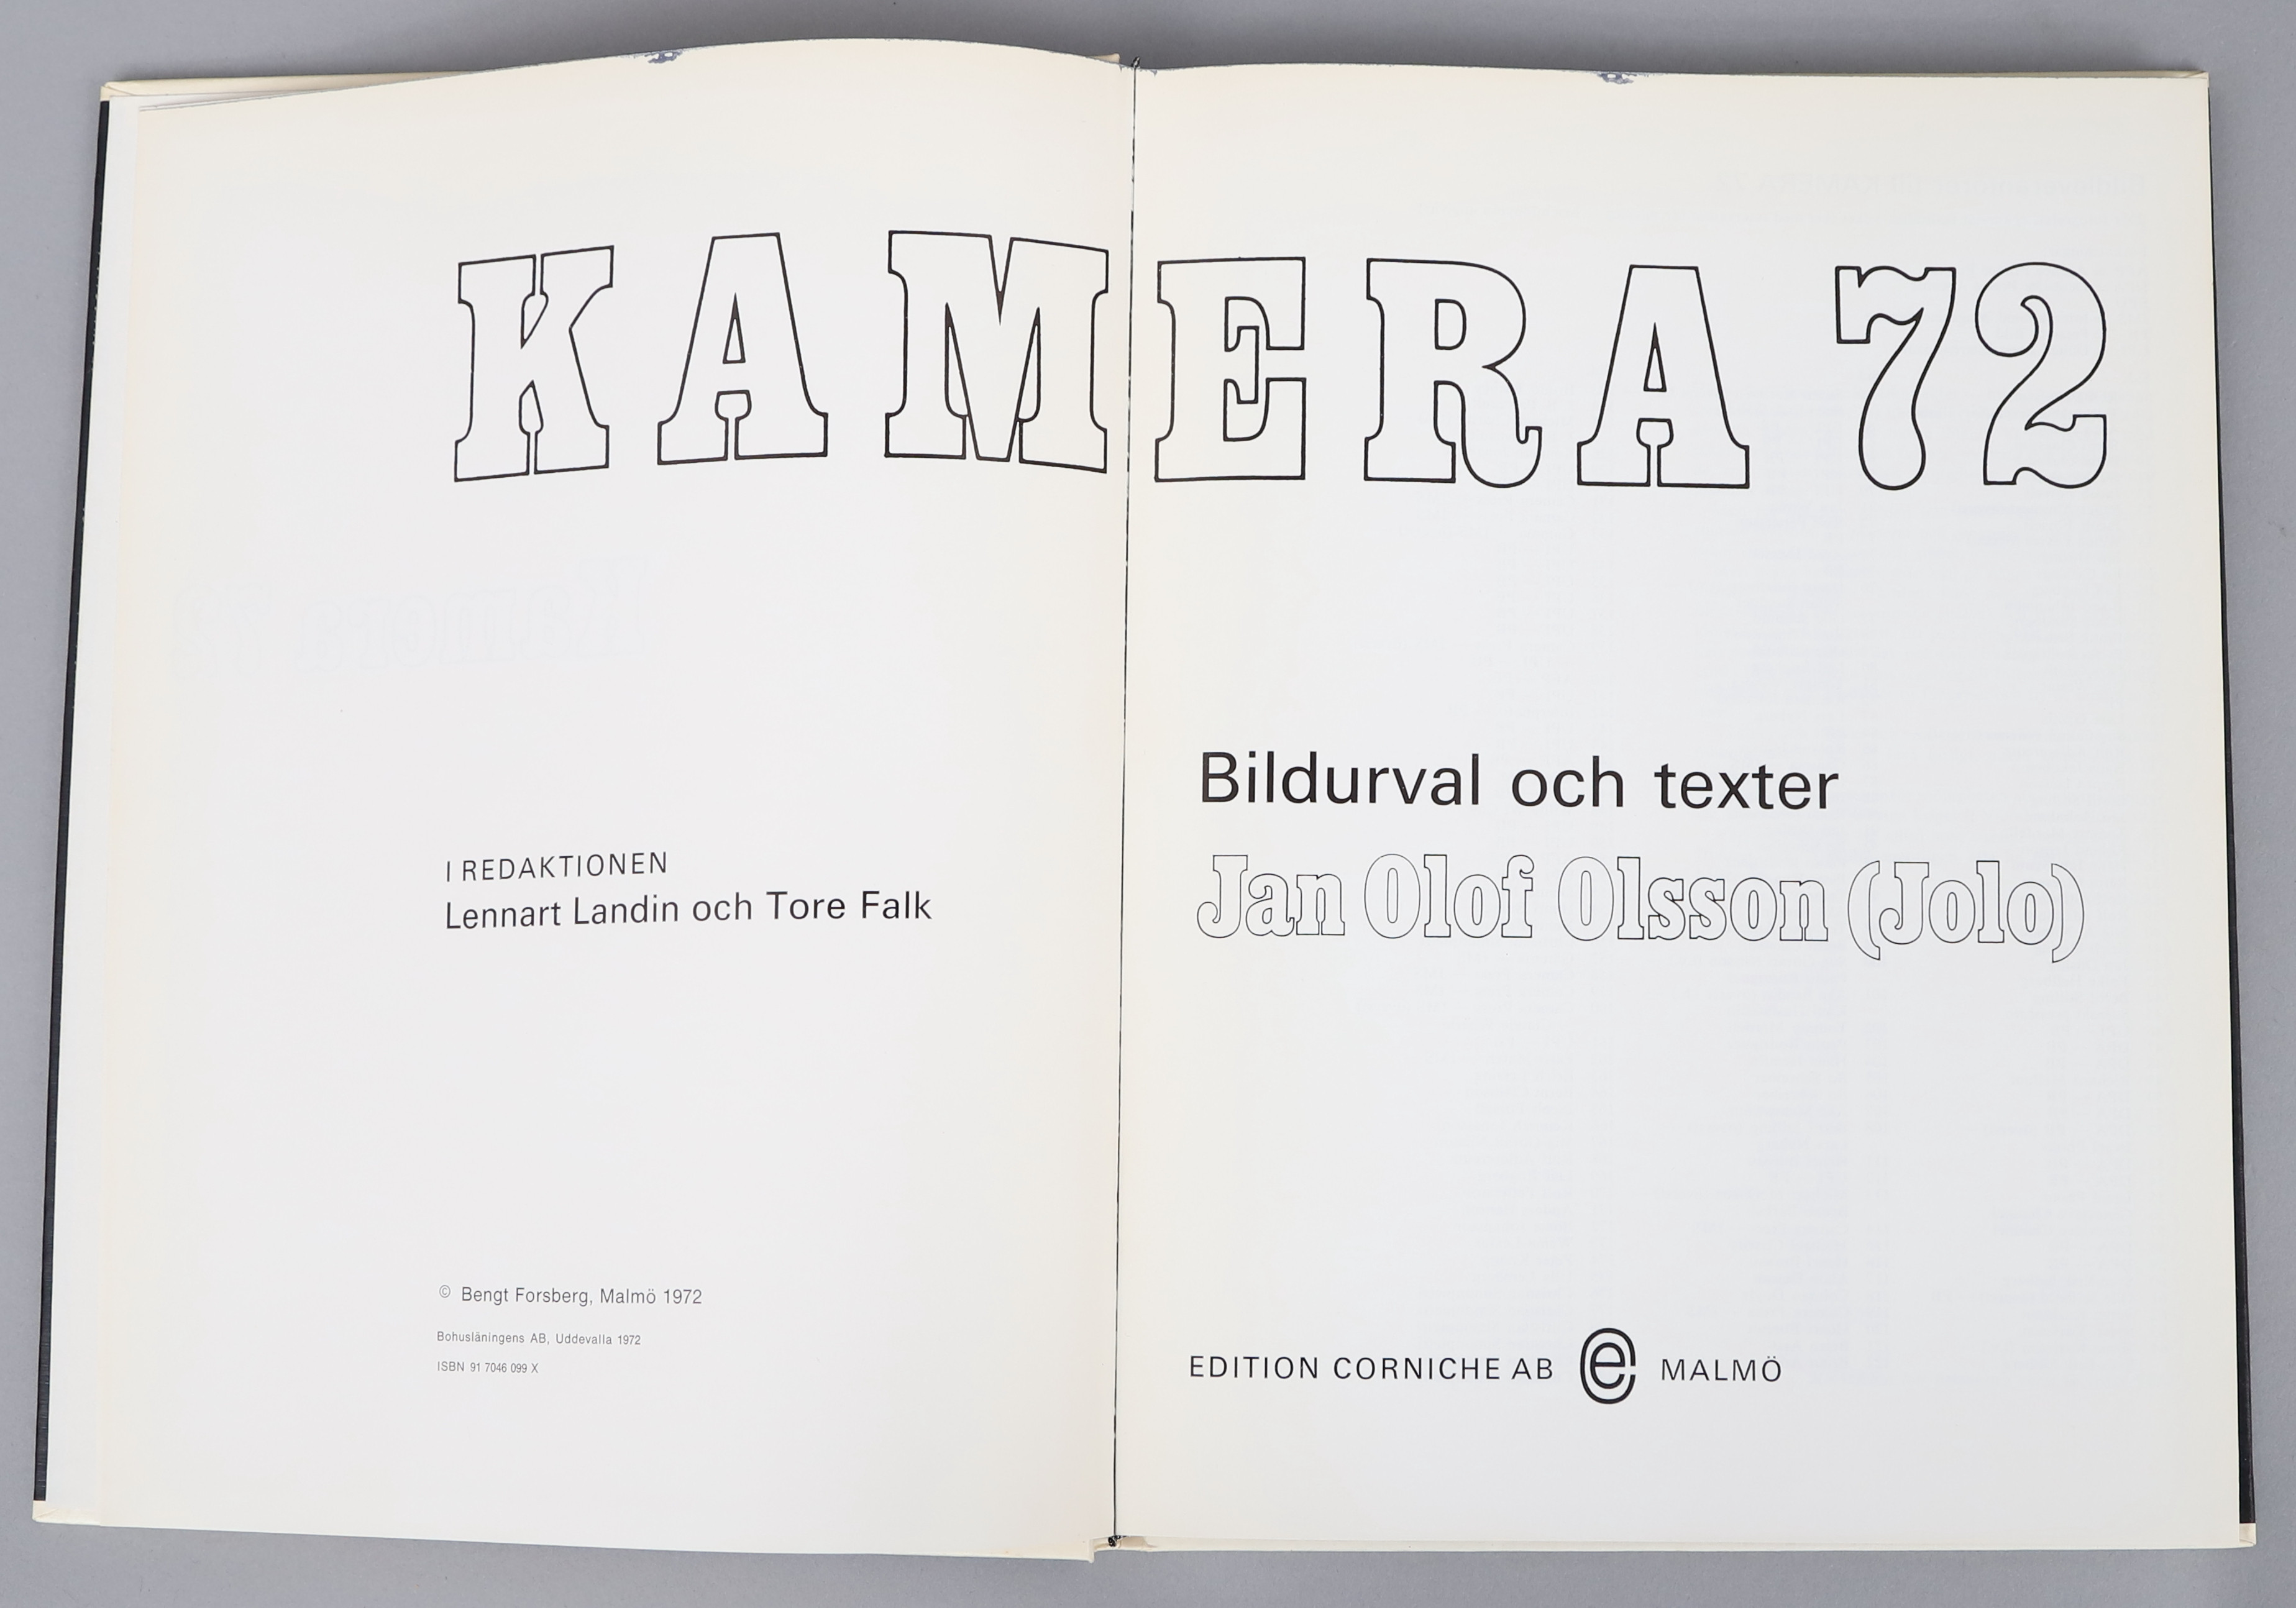 KAMERA 72
I REDAKTIONEN
Lennart Landin och Tore Falk
© Bengt Forsberg, Malmö 1972
Bohusläningens AB, Uddevalla 1972
ISBN 91 7046 099 X
Bildurval och texter
Jan Olof Olsson (Jolo)
EDITION CORNICHE AB e MALMÖ